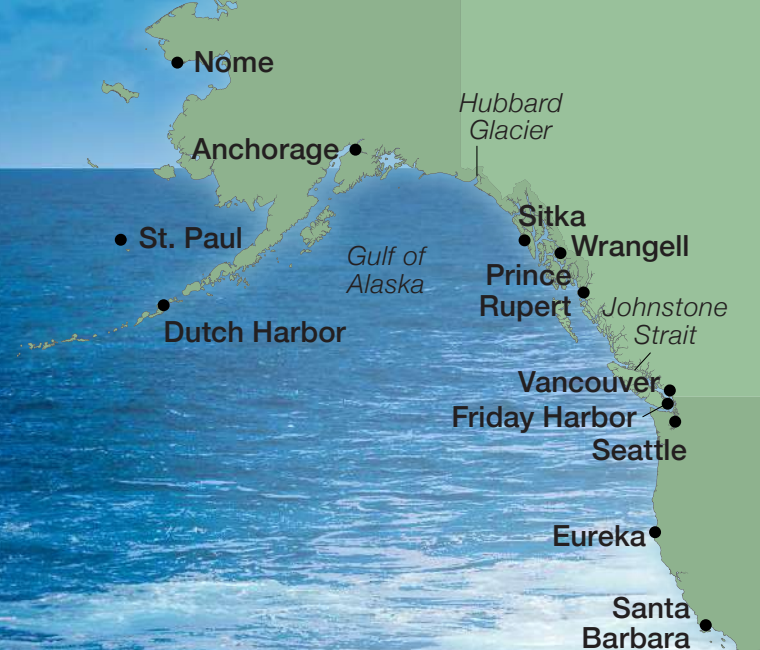 Nome
Hubbard
Glacier
Anchorage
Sitka
St. Paul
Wrangell
Gulf of
Alaska
Prince
Rupert
Johnstone
Strait
Dutch Harbor
Vancouver
Friday Harbor
Seattle
Eureka
Santa
Barbara